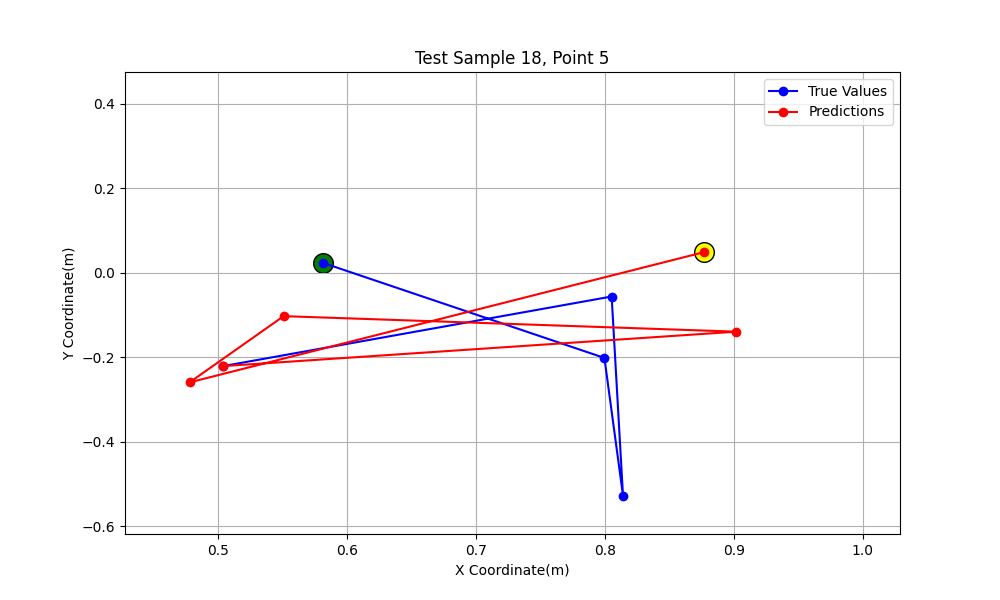 Test Sample 18, Point 5
True Values
Predictions
0.4
0.2
0.0
−0.2
−0.4
−0.6
Y Coordinate(m)
0.5 0.6 0.7 0.8 0.9 1.0
X Coordinate(m)